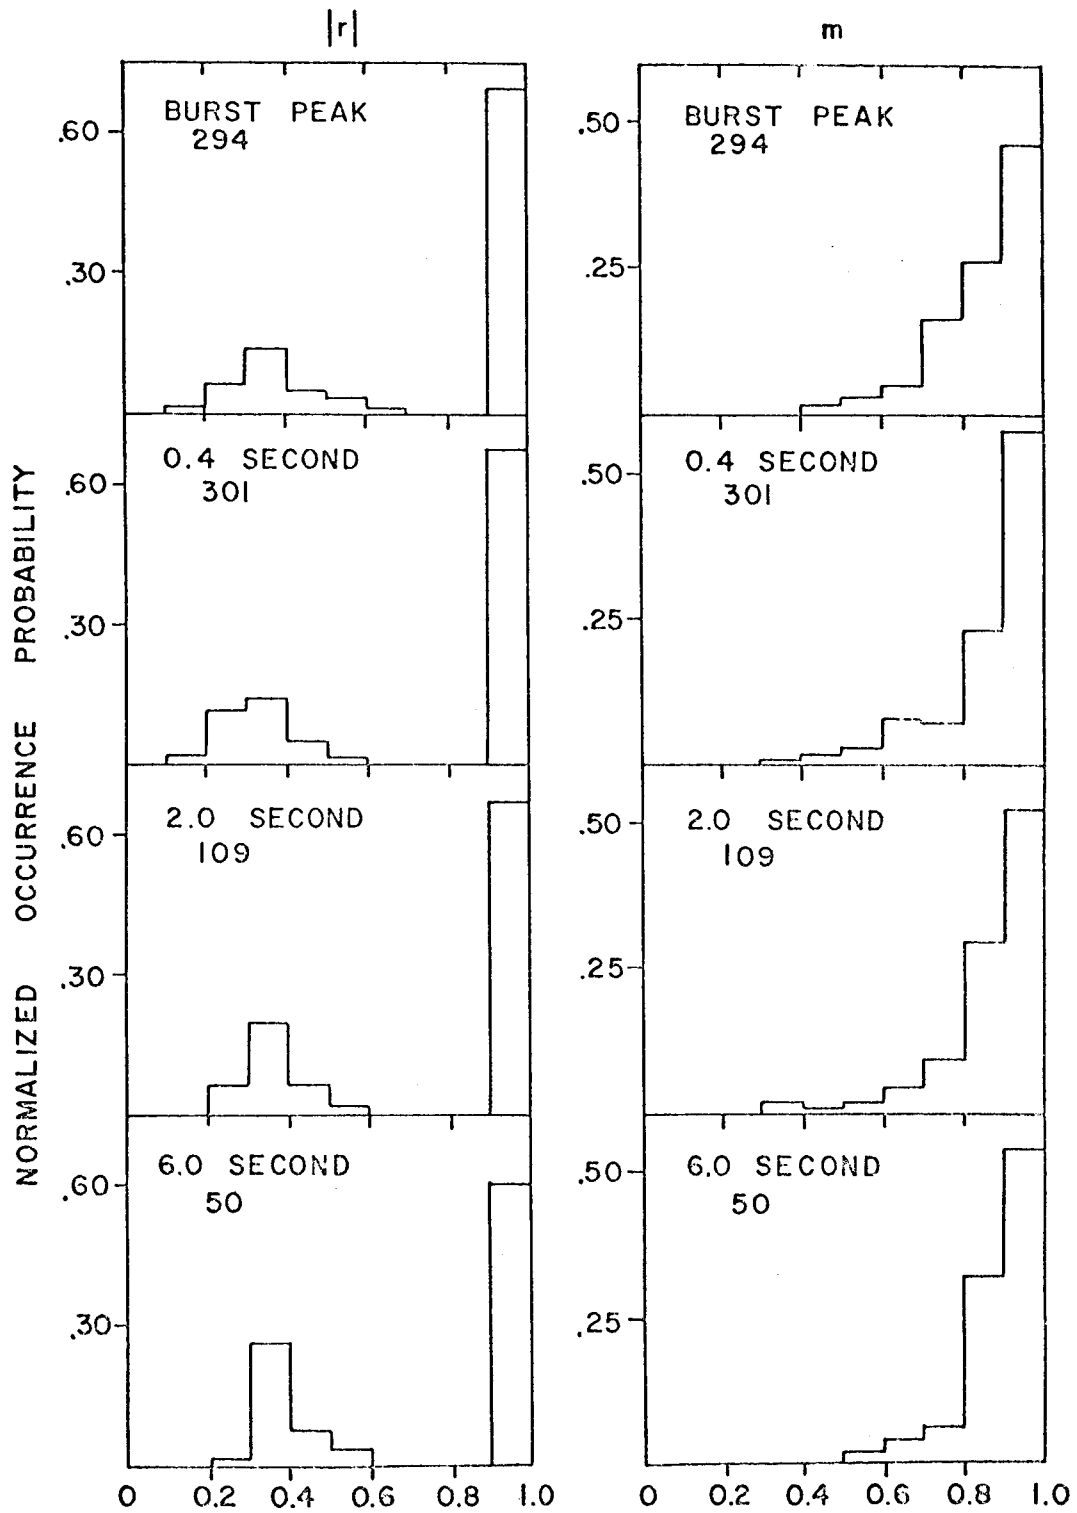 |r|
m
BURST PEAK
294
.60
.30
BURST PEAK
294
.50
.25
0.4 SECOND
301
.60
.30
0.4 SECOND
301
.50
.25
2.0 SECOND
109
.60
.30
2.0 SECOND
109
.50
.25
6.0 SECOND
50
.60
.30
6.0 SECOND
50
.50
.25
NORMALIZED OCCURRENCE PROBABILITY
0 0.2 0.4 0.6 0.8 1.0
0 0.2 0.4 0.6 0.8 1.0